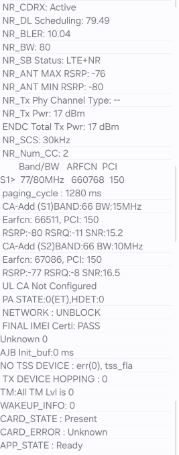 NR_CDRX: Active
NR_DL Scheduling: 79.49
NR_BLER: 10.04
NR_BW: 80
NR_SB Status: LTE+NR
NR_ANT MAX RSRP: -76
NR_ANT MIN RSRP: -80
NR_Tx Phy Channel Type: --
NR_Tx Pwr: 17 dBm
ENDC Total Tx Pwr: 17 dBm
NR_SCS: 30kHz
NR_Num_CC: 2
Band/BW ARFCN PCI
S1> 77/80MHz 660768 150
paging_cycle : 1280 ms
CA-Add (S1)BAND:66 BW:15MHz
Earfcn: 66511, PCI: 150
RSRP:-80 RSRQ:-11 SNR:15.2
CA-Add (S2)BAND:66 BW:10MHz
Earfcn: 67086, PCI: 150
RSRP:-77 RSRQ:-8 SNR:16.5
UL CA Not Configured
PA STATE:0(ET),HDET:0
NETWORK : UNBLOCK
FINAL IMEI Certi: PASS
Unknown 0
AJB Init_buf:0 ms
NO TSS DEVICE : err(0), tss_fla
TX DEVICE HOPPING : 0
TM:All TM Lvl is 0
WAKEUP_INFO: 0
CARD_STATE : Present
CARD_ERROR : Unknown
APP_STATE : Ready